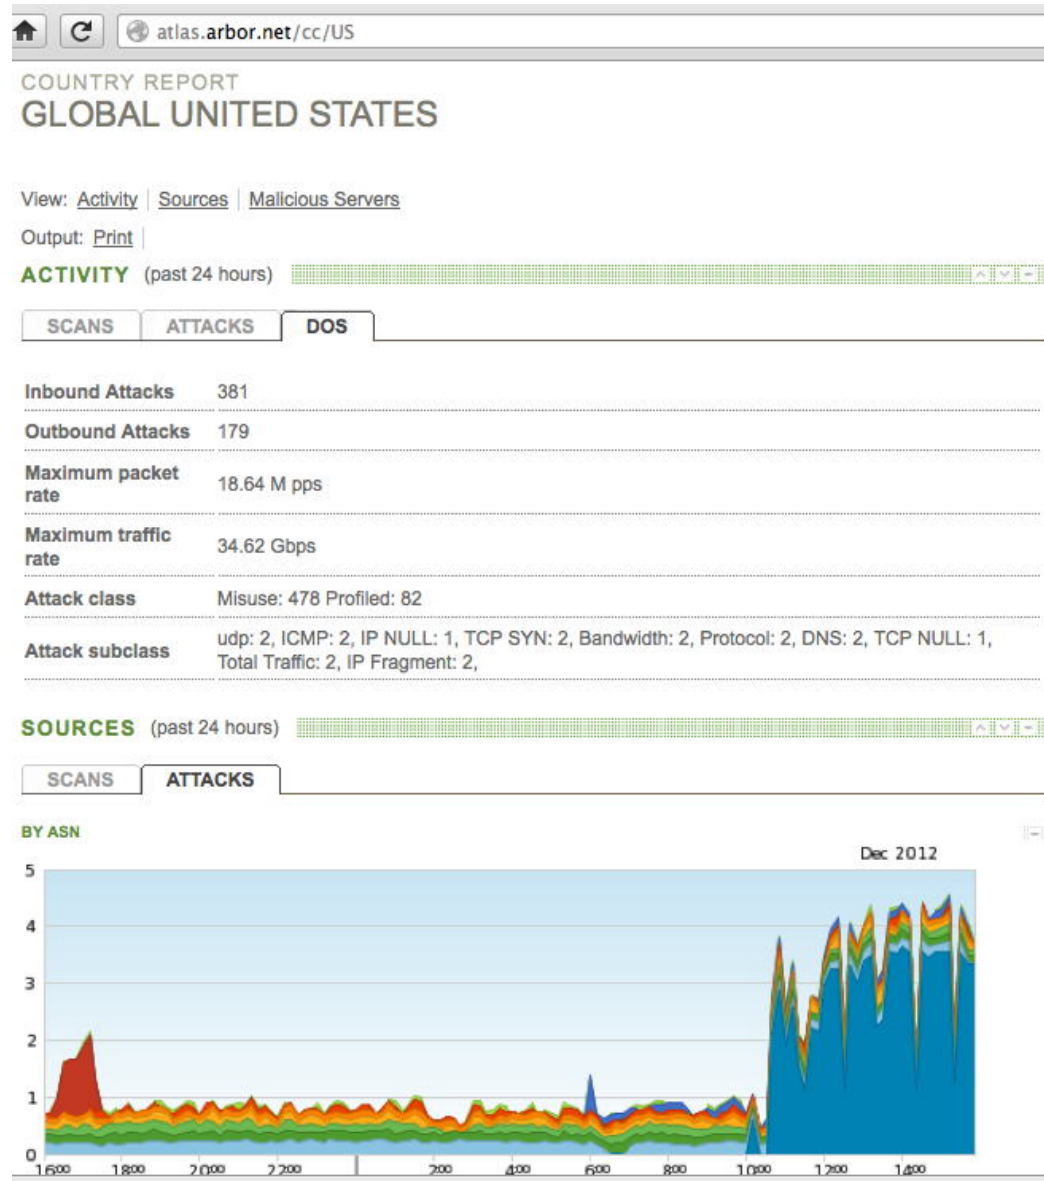 atlas.arbor.net/cc/US
COUNTRY REPORT
GLOBAL UNITED STATES
View: Activity Sources Malicious Servers
Output: Print
ACTIVITY (past 24 hours)
SCANS ATTACKS DOS
Inbound Attacks 381
Outbound Attacks 179
Maximum packet
rate
18.64 M pps
Maximum traffic
rate
34.62 Gbps
Attack class Misuse: 478 Profiled: 82
Attack subclass
udp: 2, ICMP: 2, IP NULL: 1, TCP SYN: 2, Bandwidth: 2, Protocol: 2, DNS: 2, TCP NULL: 1,
Total Traffic: 2, IP Fragment: 2,
SOURCES (past 24 hours)
SCANS ATTACKS
BY ASN
Dec 2012
5
4
3
2
1
0
1600 1800 2000 2200 200 400 600 800 1000 1200 1400